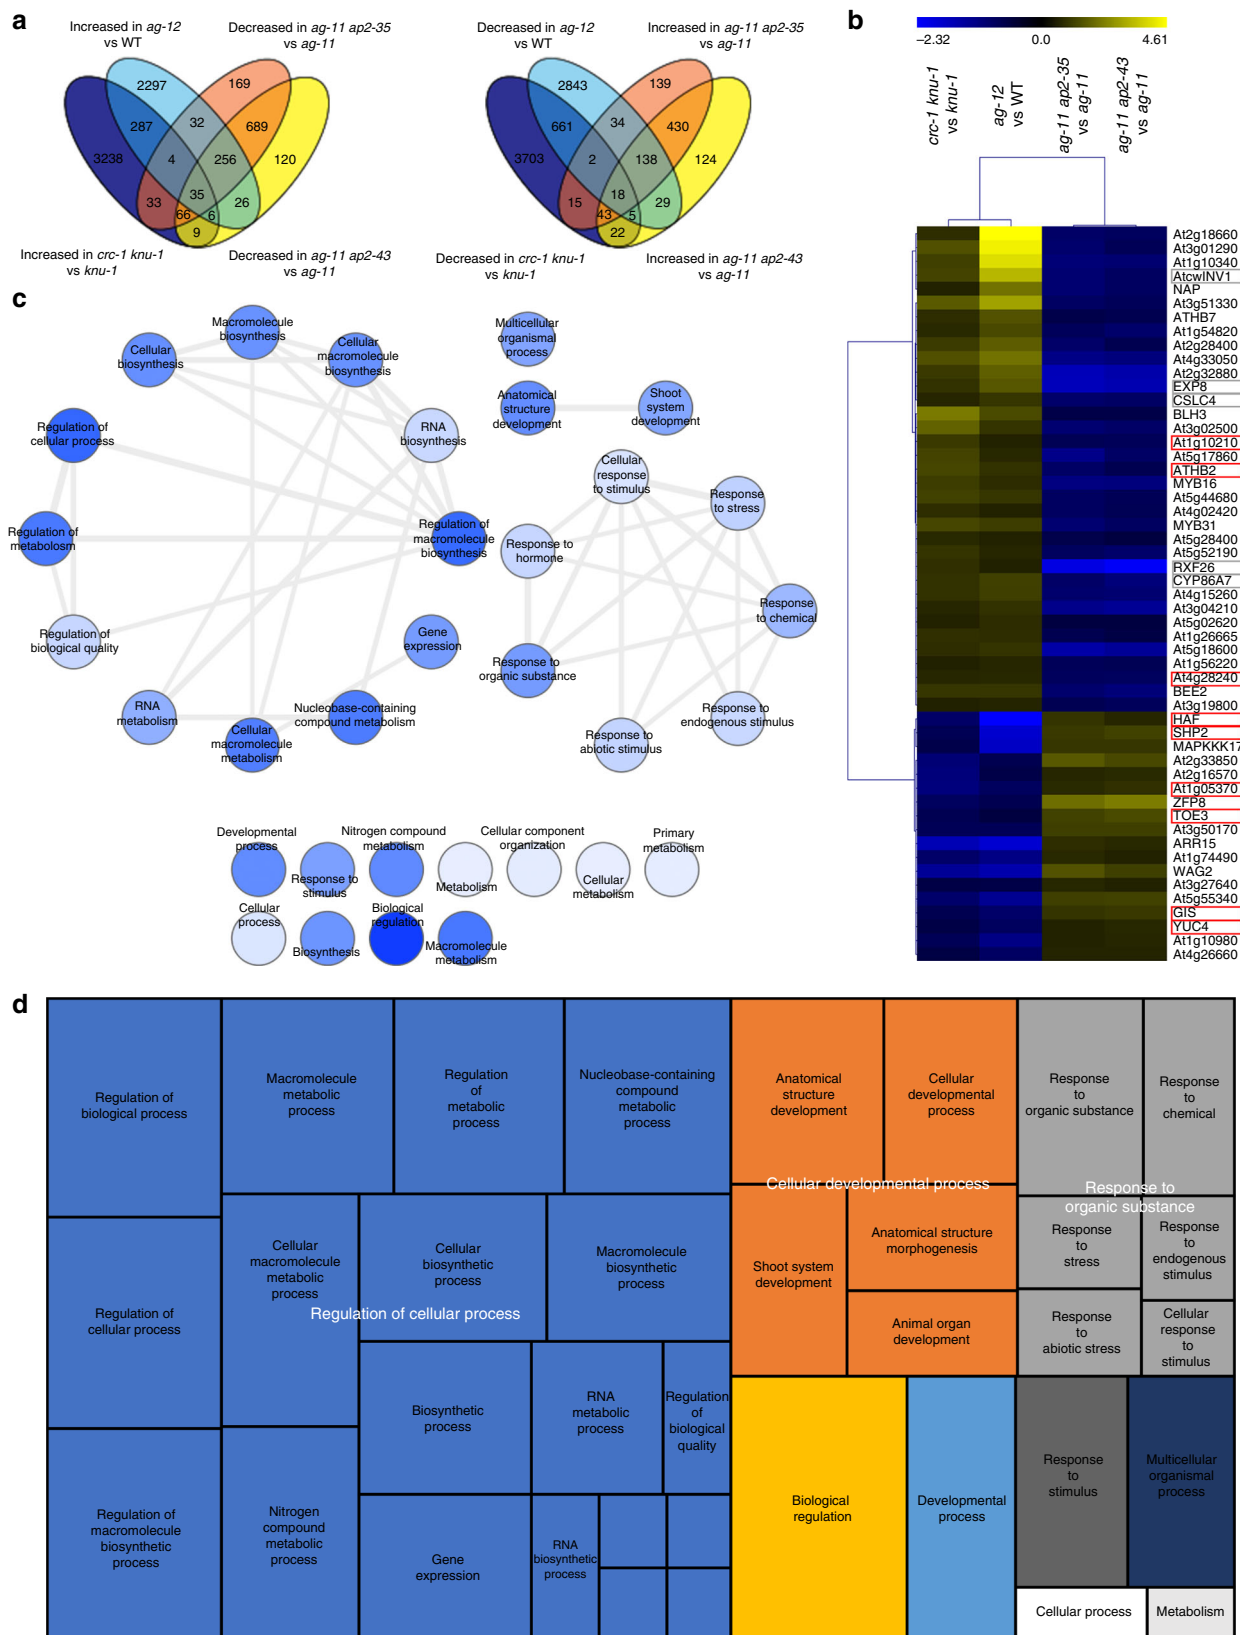 a
Increased in ag-12
vs WT
Decreased in ag-11 ap2-35
vs ag-11
2297
169
287
32
689
3238
4
256
120
35
33
66
6
26
9
Increased in crc-1 knu-1
vs knu-1
Decreased in ag-11 ap2-43
vs ag-11
Decreased in ag-12
vs WT
Increased in ag-11 ap2-35
vs ag-11
2843
139
661
34
430
3703
2
138
124
18
15
43
5
29
22
Decreased in crc-1 knu-1
vs knu-1
Increased in ag-11 ap2-43
vs ag-11
b
–2.32
0.0
4.61
crc-1 knu-1
vs knu-1
ag-12
vs WT
ag-11 ap2-35
vs ag-11
ag-11 ap2-43
vs ag-11
At2g18660
At3g01290
At1g10340
AtcwINV1
NAP
At3g51330
ATHB7
At1g54820
At2g28400
At4g33050
At2g32880
EXP8
CSLC4
BLH3
At3g02500
At1g10210
At5g17860
ATHB2
MYB16
At5g44680
At4g02420
MYB31
At5g28400
At5g52190
RXF26
CYP86A7
At4g15260
At3g04210
At5g02620
At1g26665
At5g18600
At1g56220
At4g28240
BEE2
At3g19800
HAF
SHP2
MAPKKK17
At2g33850
At2g16570
At1g05370
ZFP8
TOE3
At3g50170
ARR15
At1g74490
WAG2
At3g27640
At5g55340
GIS
YUC4
At1g10980
At4g26660
c
Macromolecule
biosynthesis
Cellular
biosynthesis
Cellular
macromolecule
biosynthesis
Regulation of
cellular process
RNA
biosynthesis
Regulation of
metabolosm
Regulation of
macromolecule
biosynthesis
Regulation of
biological quality
Gene
expression
RNA
metabolism
Cellular
macromolecule
metabolism
Nucleobase-containing
compound metabolism
Multicellular
organismal
process
Anatomical
structure
development
Shoot
system
development
Cellular
response
to stimulus
Response
to stress
Response to
hormone
Response
to chemical
Response to
organic substance
Response to
abiotic stimulus
Response to
endogenous stimulus
Developmental
process
Response to
stimulus
Nitrogen compound
metabolism
Metabolism
Cellular component
organization
Cellular
metabolism
Primary
metabolism
Cellular
process
Biosynthesis
Biological
regulation
Macromolecule
metabolism
d
Regulation of
biological process
Macromolecule
metabolic
process
Regulation
of
metabolic
process
Nucleobase-containing
compound
metabolic
process
Regulation of
cellular process
Cellular
macromolecule
metabolic
process
Cellular
biosynthetic
process
Macromolecule
biosynthetic
process
Regulation of cellular process
Biosynthetic
process
RNA
metabolic
process
Regulation
of
biological
quality
Regulation of
macromolecule
biosynthetic
process
Nitrogen
compound
metabolic
process
Gene
expression
RNA
biosynthetic
process
Anatomical
structure
development
Cellular
developmental
process
Cellular developmental process
Shoot system
development
Anatomical structure
morphogenesis
Animal organ
development
Response
to
organic substance
Response
to
chemical
Response to
organic substance
Response
to
stress
Response
to
endogenous
stimulus
Response
to
abiotic stress
Cellular
response
to
stimulus
Biological
regulation
Developmental
process
Response
to
stimulus
Multicellular
organismal
process
Cellular process
Metabolism